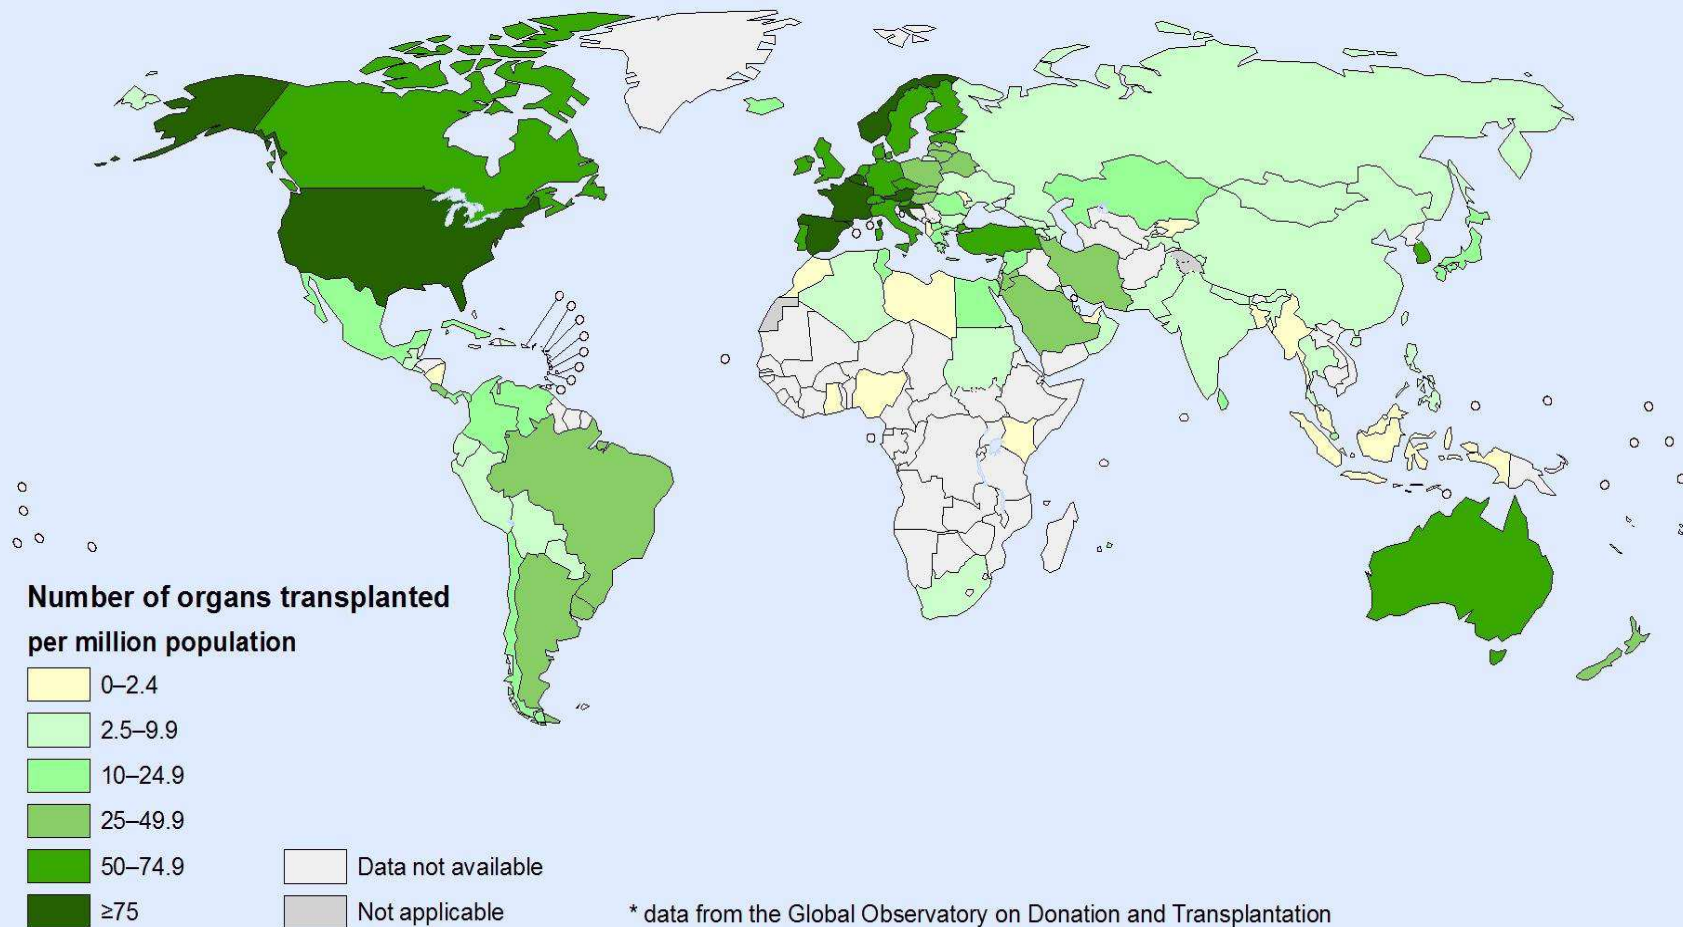 Number of organs transplanted
per million population
0–2.4
2.5–9.9
10–24.9
25–49.9
50–74.9
≥75
Data not available
Not applicable
* data from the Global Observatory on Donation and Transplantation